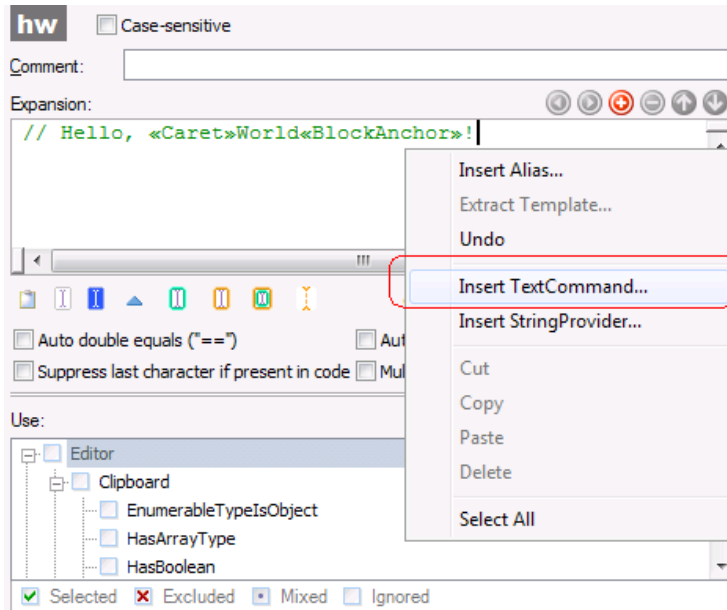 hw
Case-sensitive
Comment:
Expansion:
// Hello, «Caret»World«BlockAnchor»!
Insert Alias...
Extract Template...
Undo
Insert TextCommand...
Insert StringProvider...
Cut
Copy
Paste
Delete
Select All
Auto double equals ("==")
Aut
Suppress last character if present in code
Mul
Use:
Editor
Clipboard
EnumerableTypeIsObject
HasArrayType
HasBoolean
Selected Excluded Mixed Ignored